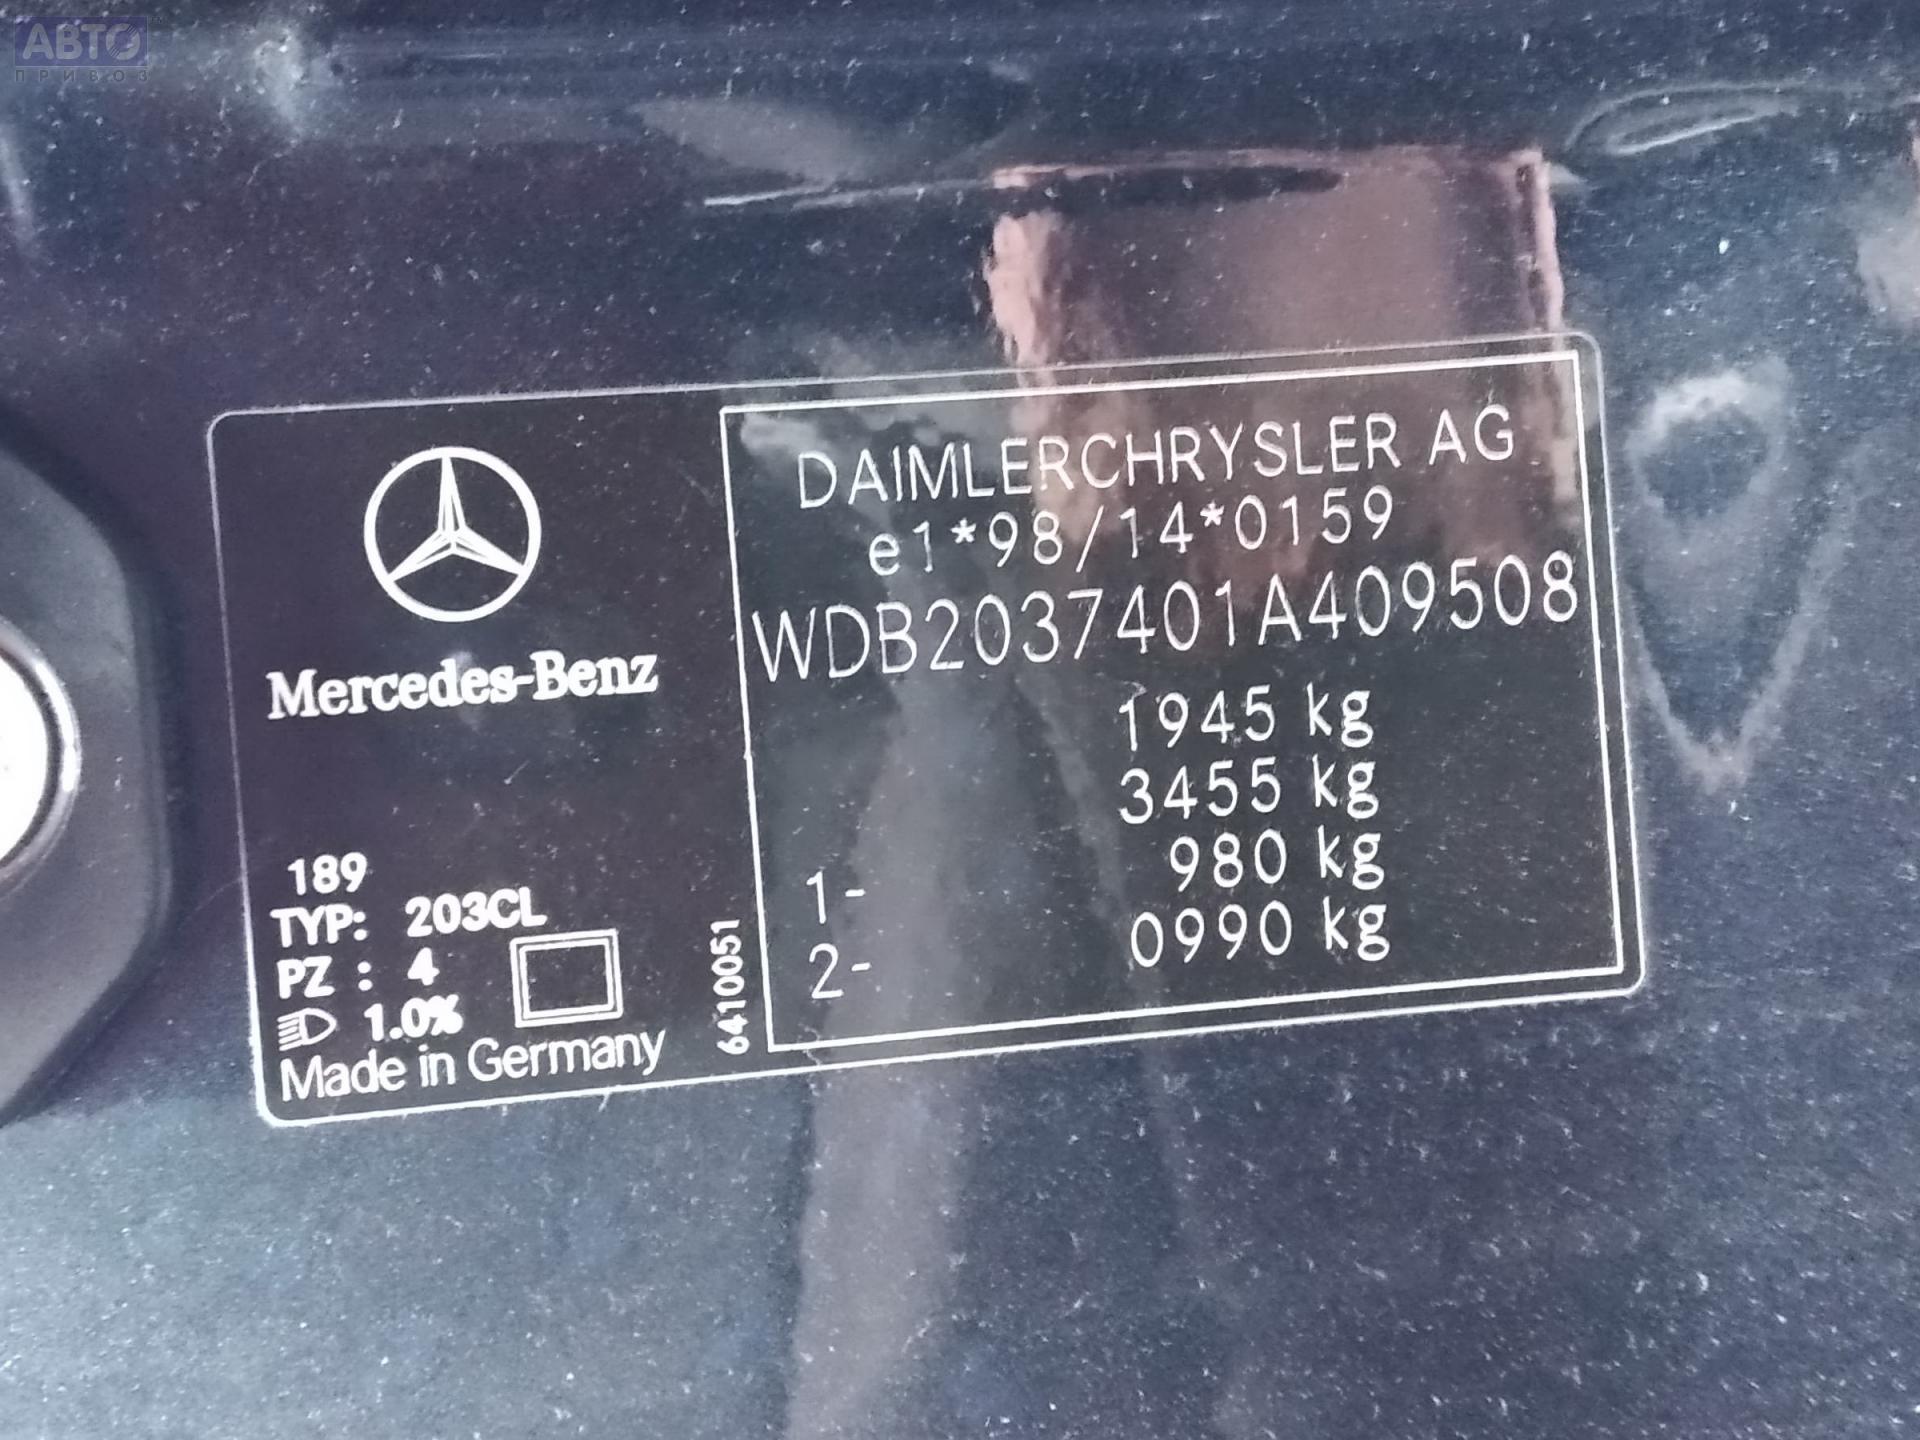 АВТО
ПРИВОЗ
Mercedes-Benz
189
TYP: 203CL
PZ : 4
1.0%
Made in Germany
6410051
DAIMLERCHRYSLER AG
e1*98/14*0159
WDB2037401A409508
1945 kg
3455 kg
1- 980 kg
2- 0990 kg